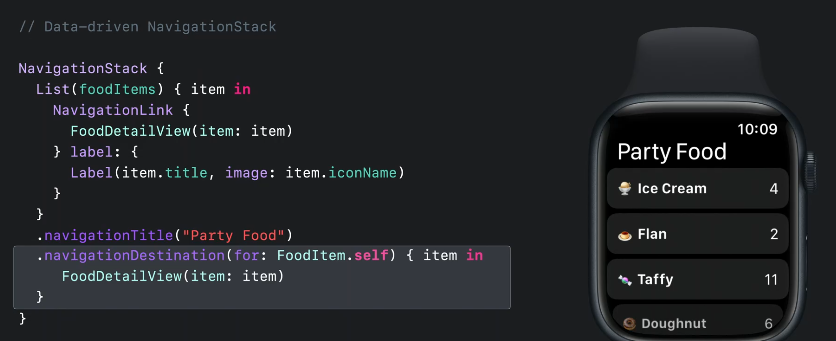 // Data-driven NavigationStack
NavigationStack {
List(foodItems) { item in
NavigationLink {
FoodDetailView(item: item)
} label: {
Label(item.title, image: item.iconName)
}
}
.navigationTitle("Party Food")
.navigationDestination(for: FoodItem.self) { item in
FoodDetailView(item: item)
}
}
10:09
Party Food
Ice Cream 4
Flan 2
Taffy 11
Doughnut 6